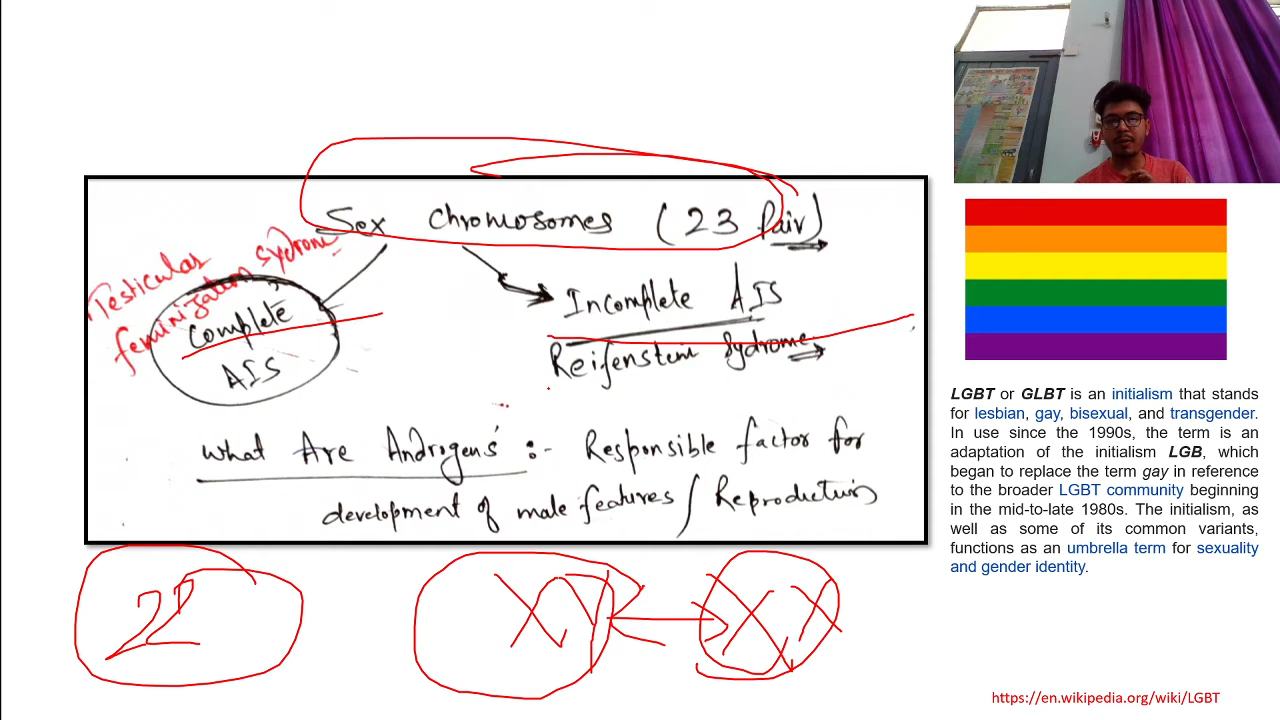 Sex Chromosomes (23 Pair)
Testicular
feminization sydrome
Complete
AIS
Incomplete AIS
Reifenstein Sydrome
What Are Androgens' :- Responsible factor for
development of male features / Reproduction
22
XY
XX
LGBT or GLBT is an initialism that stands
for lesbian, gay, bisexual, and transgender.
In use since the 1990s, the term is an
adaptation of the initialism LGB, which
began to replace the term gay in reference
to the broader LGBT community beginning
in the mid-to-late 1980s. The initialism, as
well as some of its common variants,
functions as an umbrella term for sexuality
and gender identity.
https://en.wikipedia.org/wiki/LGBT